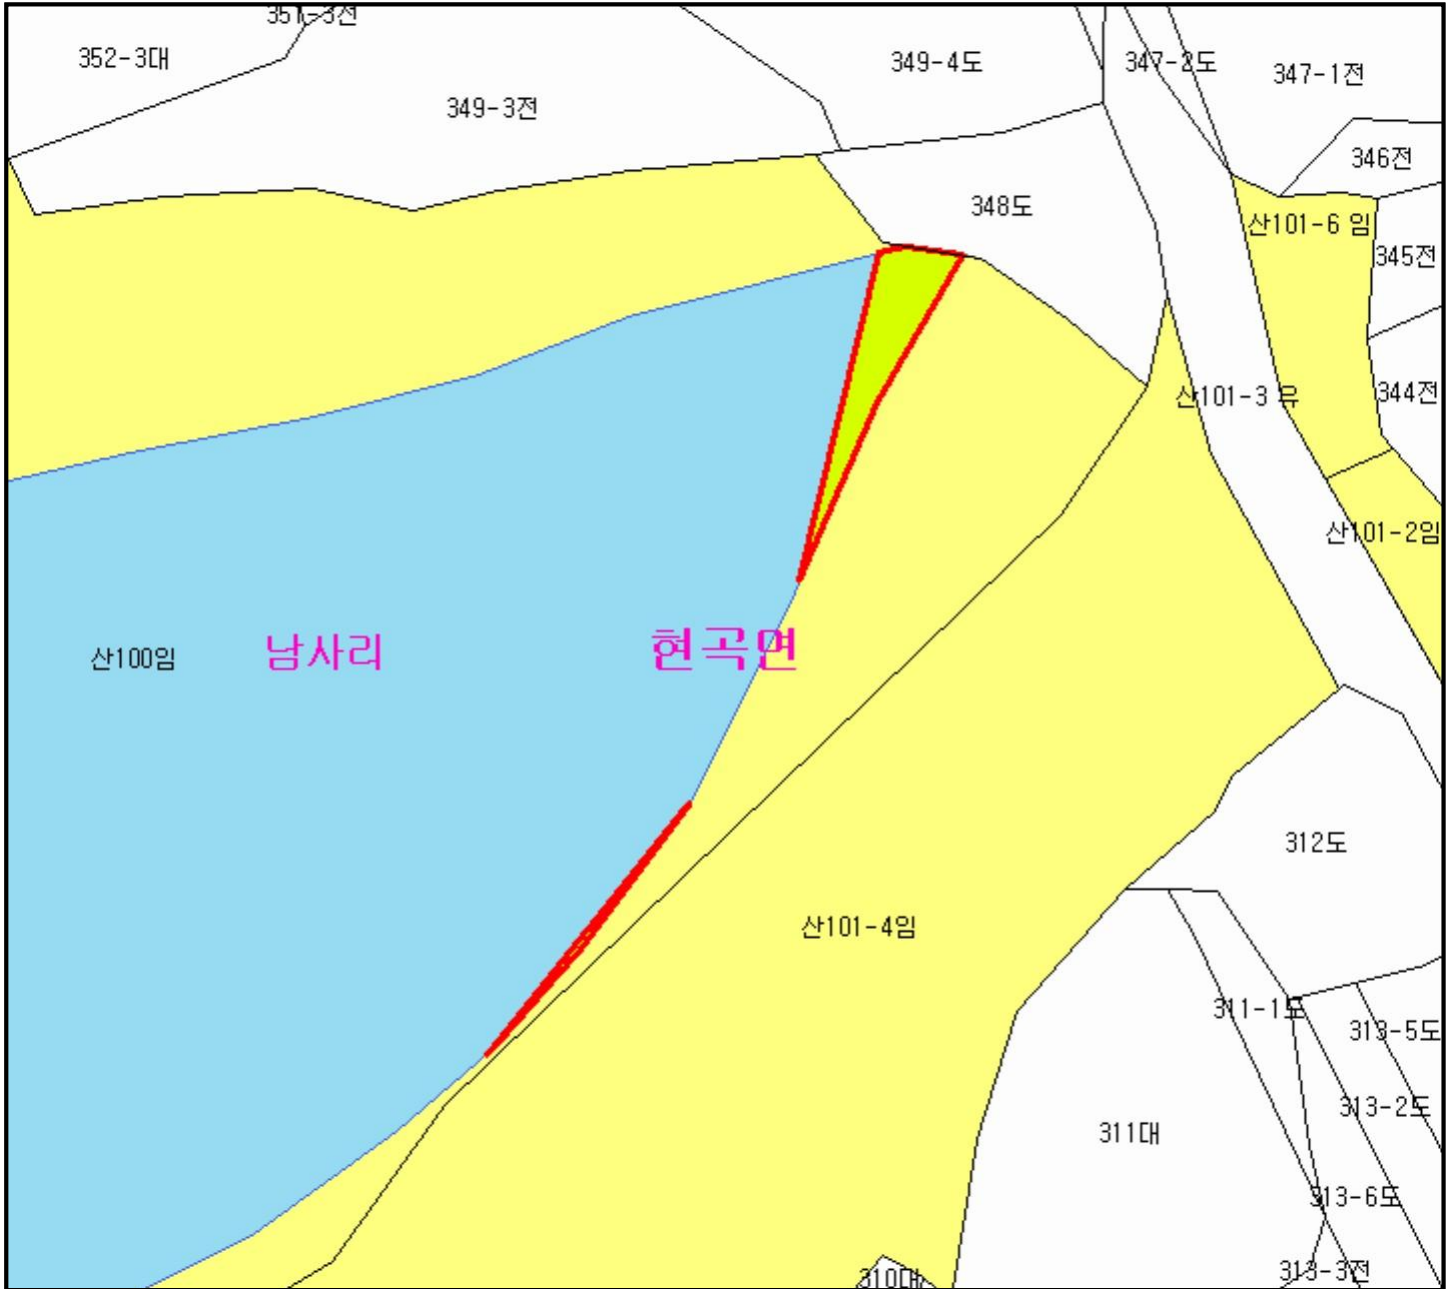 351-3전
352-3대
349-4도
347-2도
347-1전
349-3전
346전
348도
산101-6 임
345전
산101-3 유
344전
산101-2임
산100임
남사리
현곡면
312도
산101-4임
311-1도
313-5도
313-2도
311대
313-6도
313-3전
310대